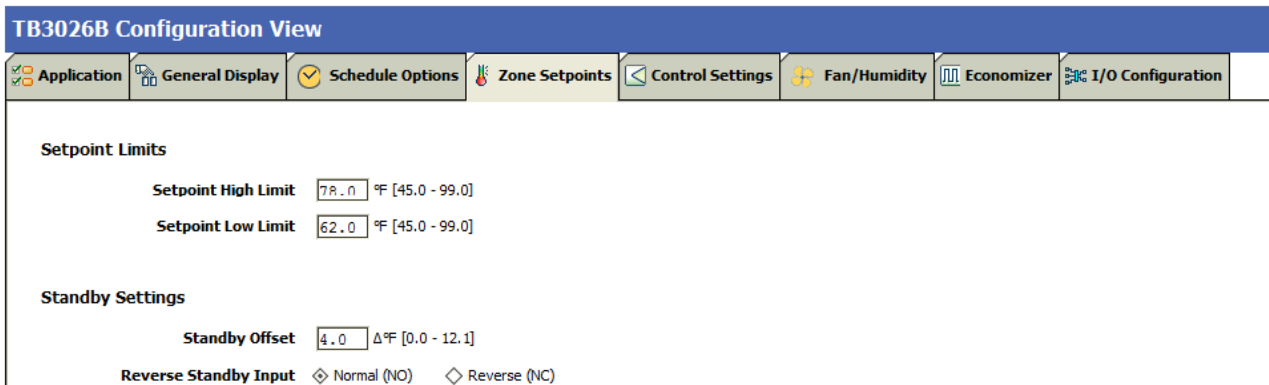 TB3026B Configuration View
Application General Display Schedule Options Zone Setpoints Control Settings Fan/Humidity Economizer I/O Configuration
Setpoint Limits
Setpoint High Limit 78.0 °F [45.0 - 99.0]
Setpoint Low Limit 62.0 °F [45.0 - 99.0]
Standby Settings
Standby Offset 4.0 Δ°F [0.0 - 12.1]
Reverse Standby Input Normal (NO) Reverse (NC)